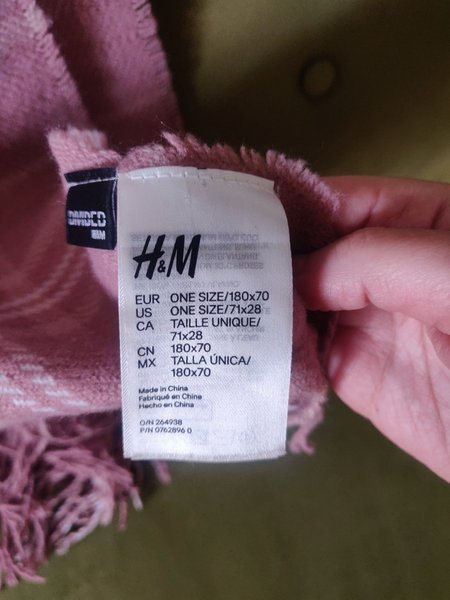 DIVIDED
H&M
H&M
EUR ONE SIZE/180x70
US ONE SIZE/71x28
CA TAILLE UNIQUE/
71x28
CN 180x70
MX TALLA ÚNICA/
180x70
Made in China
Fabriqué en Chine
Hecho en China
O/N 264938
P/N 0762896 0